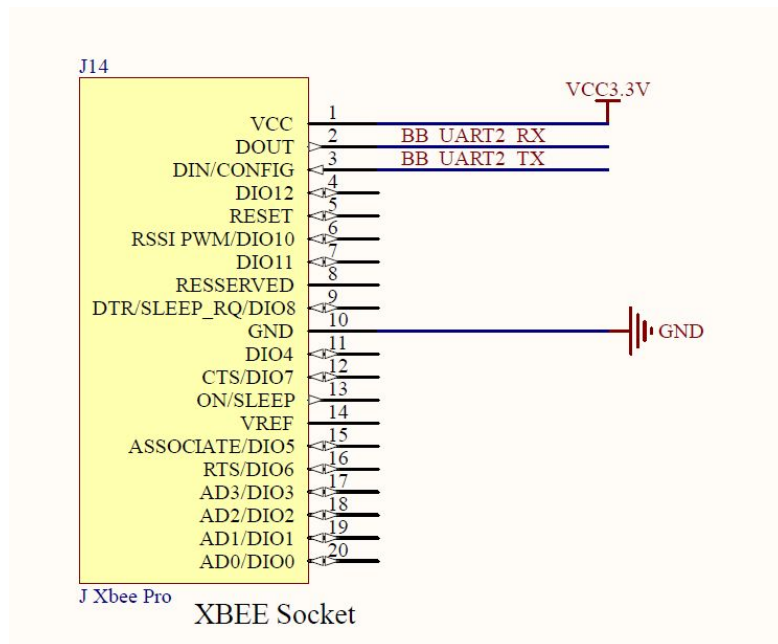 J14
VCC3.3V
VCC 1
DOUT 2 BB_UART2_RX
DIN/CONFIG 3 BB_UART2_TX
DIO12 4
RESET 5
RSSI PWM/DIO10 6
DIO11 7
RESSERVED 8
DTR/SLEEP_RQ/DIO8 9
GND 10 GND
DIO4 11
CTS/DIO7 12
ON/SLEEP 13
VREF 14
ASSOCIATE/DIO5 15
RTS/DIO6 16
AD3/DIO3 17
AD2/DIO2 18
AD1/DIO1 19
AD0/DIO0 20
J Xbee Pro
XBEE Socket